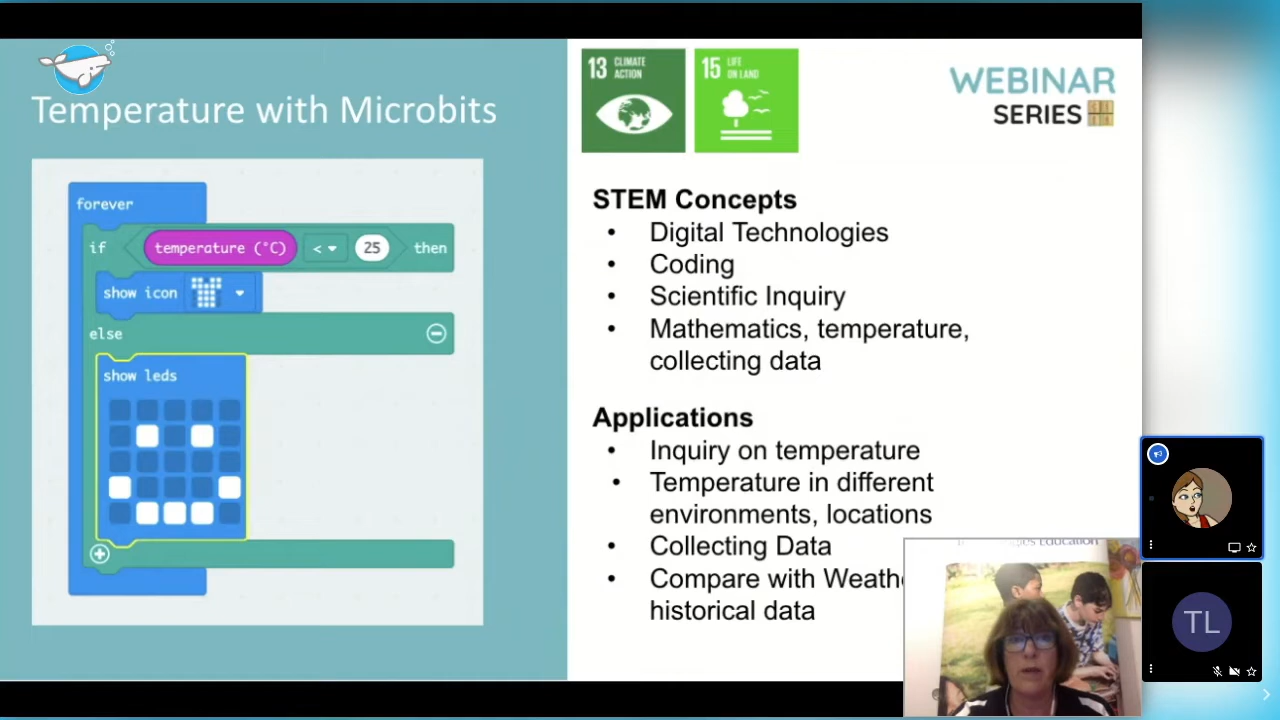 Temperature with Microbits
forever
if temperature (°C) < 25 then
show icon
else
show leds
13 CLIMATE
ACTION
15 LIFE
ON LAND
WEBINAR
SERIES
STEM Concepts
• Digital Technologies
• Coding
• Scientific Inquiry
• Mathematics, temperature,
collecting data
Applications
• Inquiry on temperature
• Temperature in different
environments, locations
• Collecting Data
• Compare with
historical data
Education
TL